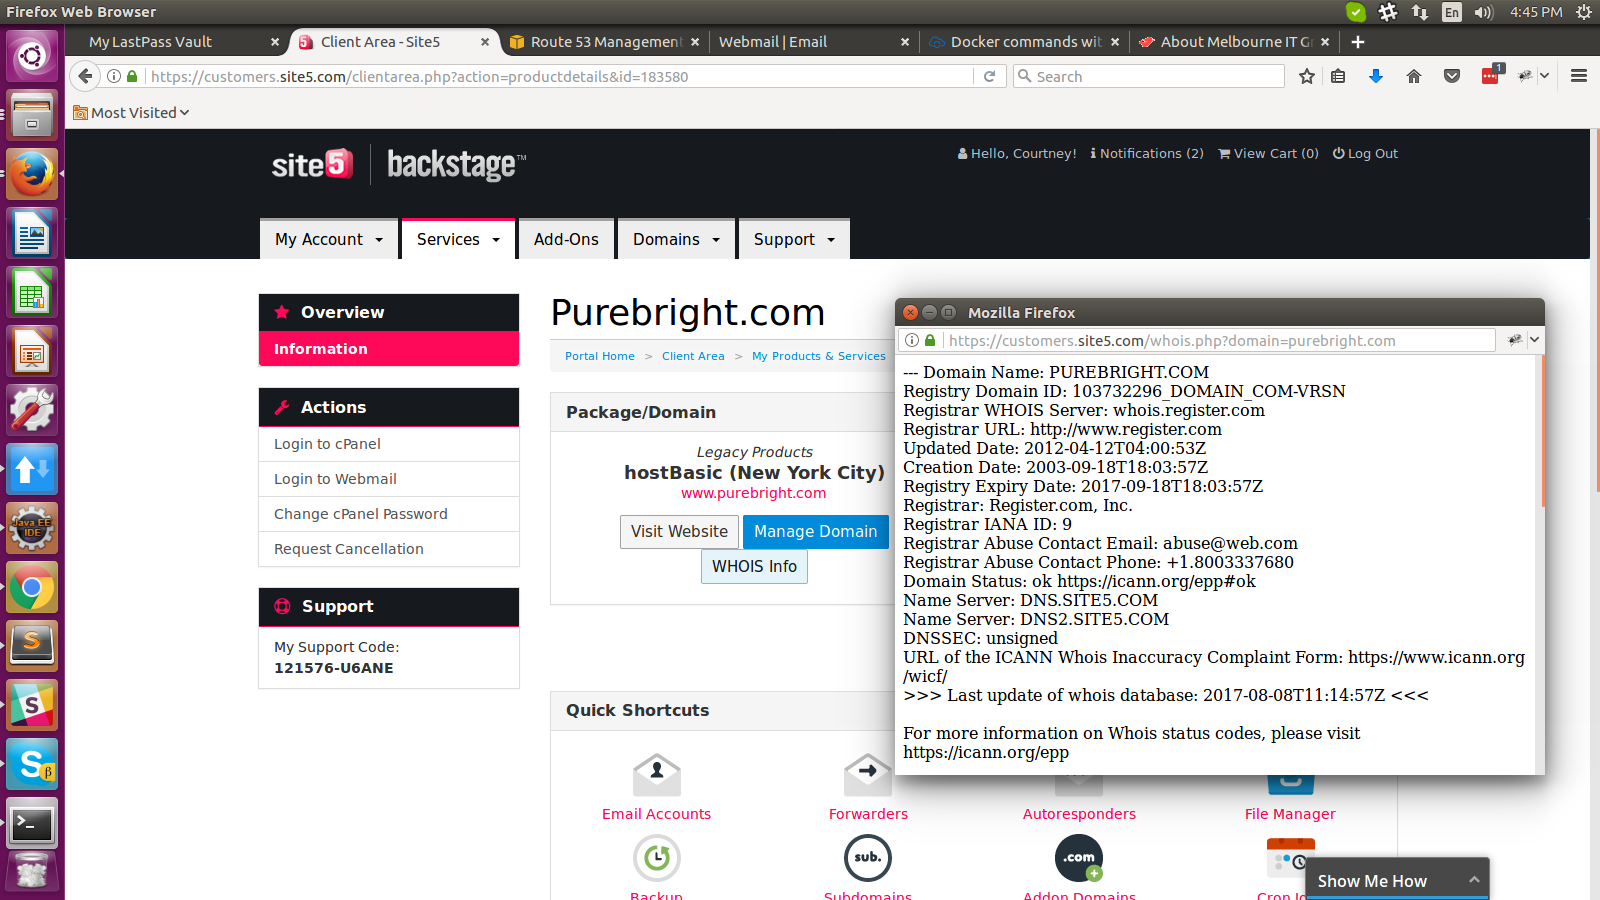 Firefox Web Browser
En
4:45 PM
My LastPass Vault
Client Area - Site5
Route 53 Management
Webmail | Email
Docker commands wit
About Melbourne IT Gr
https://customers.site5.com/clientarea.php?action=productdetails&id=183580
Search
1
Most Visited
site5 backstage™
Hello, Courtney!
Notifications (2)
View Cart (0)
Log Out
My Account
Services
Add-Ons
Domains
Support
Overview
Information
Actions
Login to cPanel
Login to Webmail
Change cPanel Password
Request Cancellation
Support
My Support Code:
121576-U6ANE
Purebright.com
Portal Home > Client Area > My Products & Services
Package/Domain
Legacy Products
hostBasic (New York City)
www.purebright.com
Visit Website
Manage Domain
WHOIS Info
Quick Shortcuts
Email Accounts
Forwarders
Autoresponders
File Manager
sub.
.com
Backup
Subdomains
Addon Domains
Cron Jo
Show Me How
Mozilla Firefox
https://customers.site5.com/whois.php?domain=purebright.com
--- Domain Name: PUREBRIGHT.COM
Registry Domain ID: 103732296_DOMAIN_COM-VRSN
Registrar WHOIS Server: whois.register.com
Registrar URL: http://www.register.com
Updated Date: 2012-04-12T04:00:53Z
Creation Date: 2003-09-18T18:03:57Z
Registry Expiry Date: 2017-09-18T18:03:57Z
Registrar: Register.com, Inc.
Registrar IANA ID: 9
Registrar Abuse Contact Email: abuse@web.com
Registrar Abuse Contact Phone: +1.8003337680
Domain Status: ok https://icann.org/epp#ok
Name Server: DNS.SITE5.COM
Name Server: DNS2.SITE5.COM
DNSSEC: unsigned
URL of the ICANN Whois Inaccuracy Complaint Form: https://www.icann.org
/wicf/
>>> Last update of whois database: 2017-08-08T11:14:57Z <<<
For more information on Whois status codes, please visit
https://icann.org/epp
Java EE
IDE